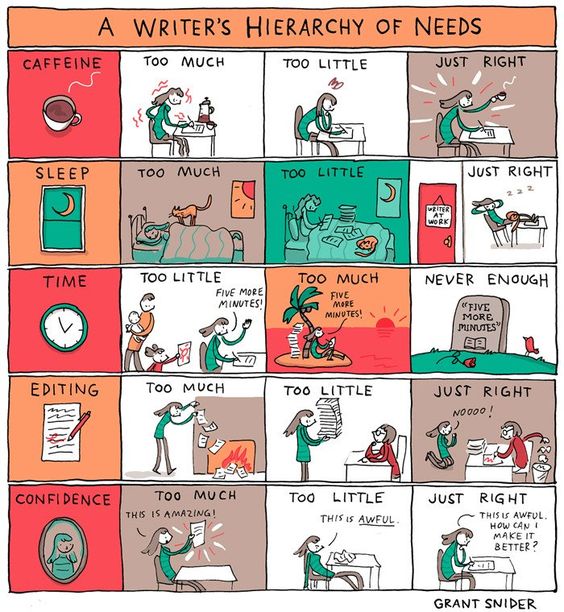 A WRITER'S HIERARCHY OF NEEDS
CAFFEINE
TOO MUCH
TOO LITTLE
JUST RIGHT
SLEEP
TOO MUCH
TOO LITTLE
JUST RIGHT
WRITER
AT
WORK
Z Z Z
TIME
TOO LITTLE
FIVE MORE
MINUTES!
TOO MUCH
FIVE
MORE
MINUTES!
NEVER ENOUGH
"FIVE
MORE
MINUTES"
EDITING
TOO MUCH
TOO LITTLE
JUST RIGHT
NOOOO!
CONFIDENCE
TOO MUCH
THIS IS AMAZING!
TOO LITTLE
THIS IS AWFUL.
JUST RIGHT
THIS IS AWFUL.
HOW CAN I
MAKE IT
BETTER?
GRANT SNIDER